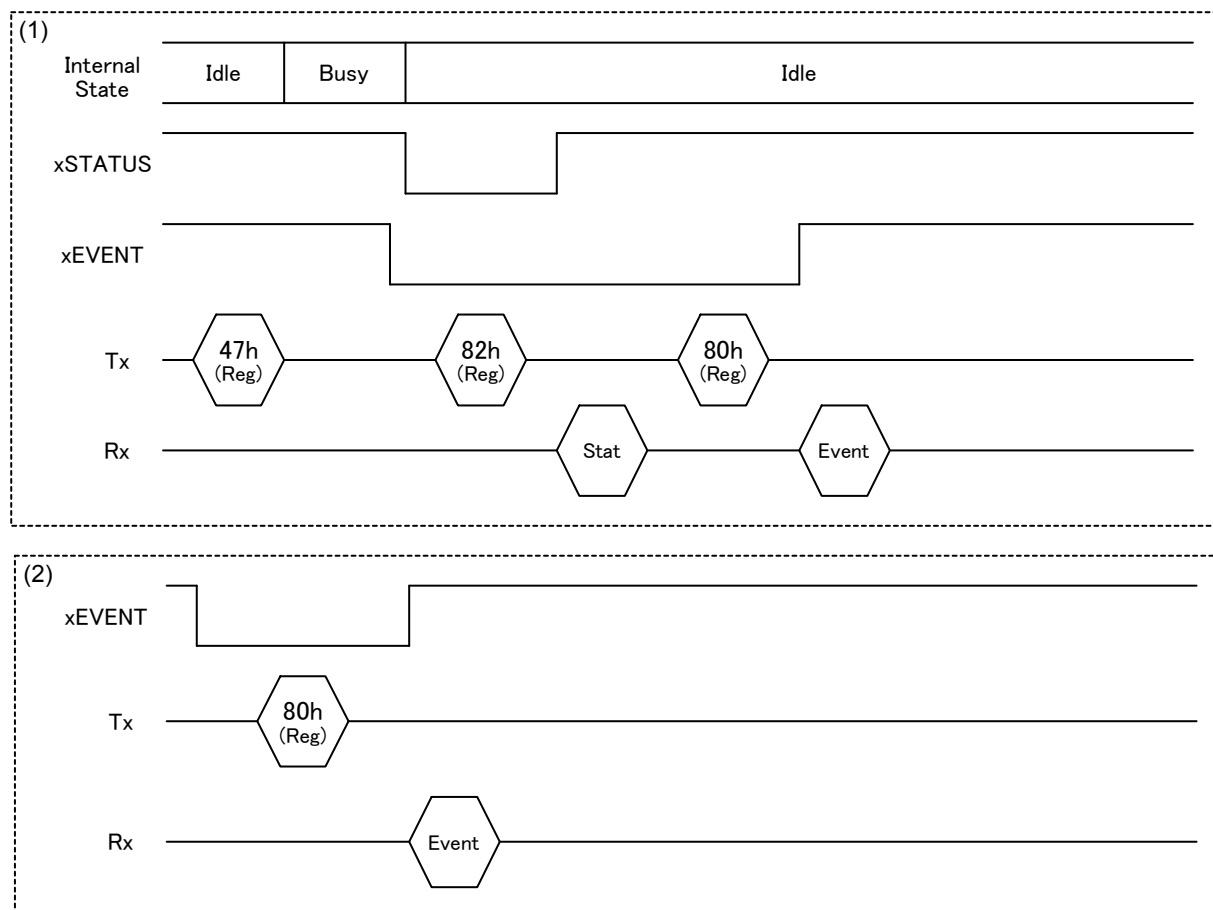 (1)
Internal
State
Idle
Busy
Idle
xSTATUS
xEVENT
Tx
47h
(Reg)
82h
(Reg)
80h
(Reg)
Rx
Stat
Event
(2)
xEVENT
Tx
80h
(Reg)
Rx
Event